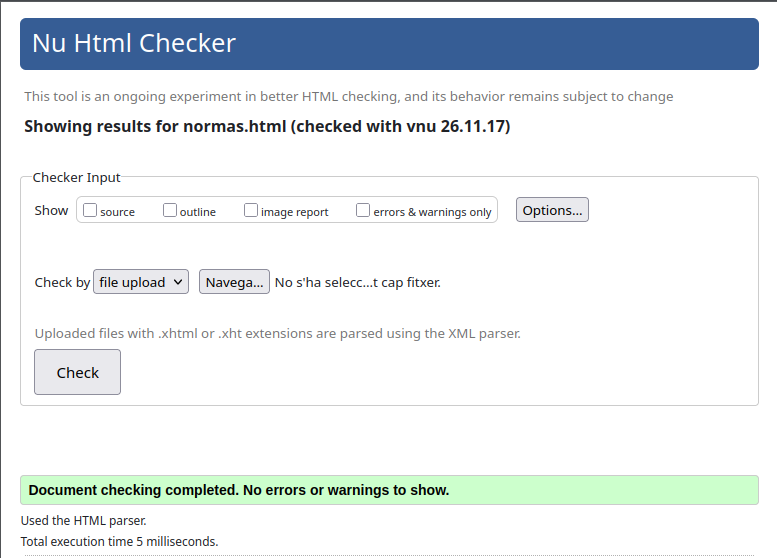 Nu Html Checker
This tool is an ongoing experiment in better HTML checking, and its behavior remains subject to change
Showing results for normas.html (checked with vnu 26.11.17)
Checker Input
Show source outline image report errors & warnings only Options...
Check by file upload Navega... No s'ha selecc...t cap fitxer.
Uploaded files with .xhtml or .xht extensions are parsed using the XML parser.
Check
Document checking completed. No errors or warnings to show.
Used the HTML parser.
Total execution time 5 milliseconds.